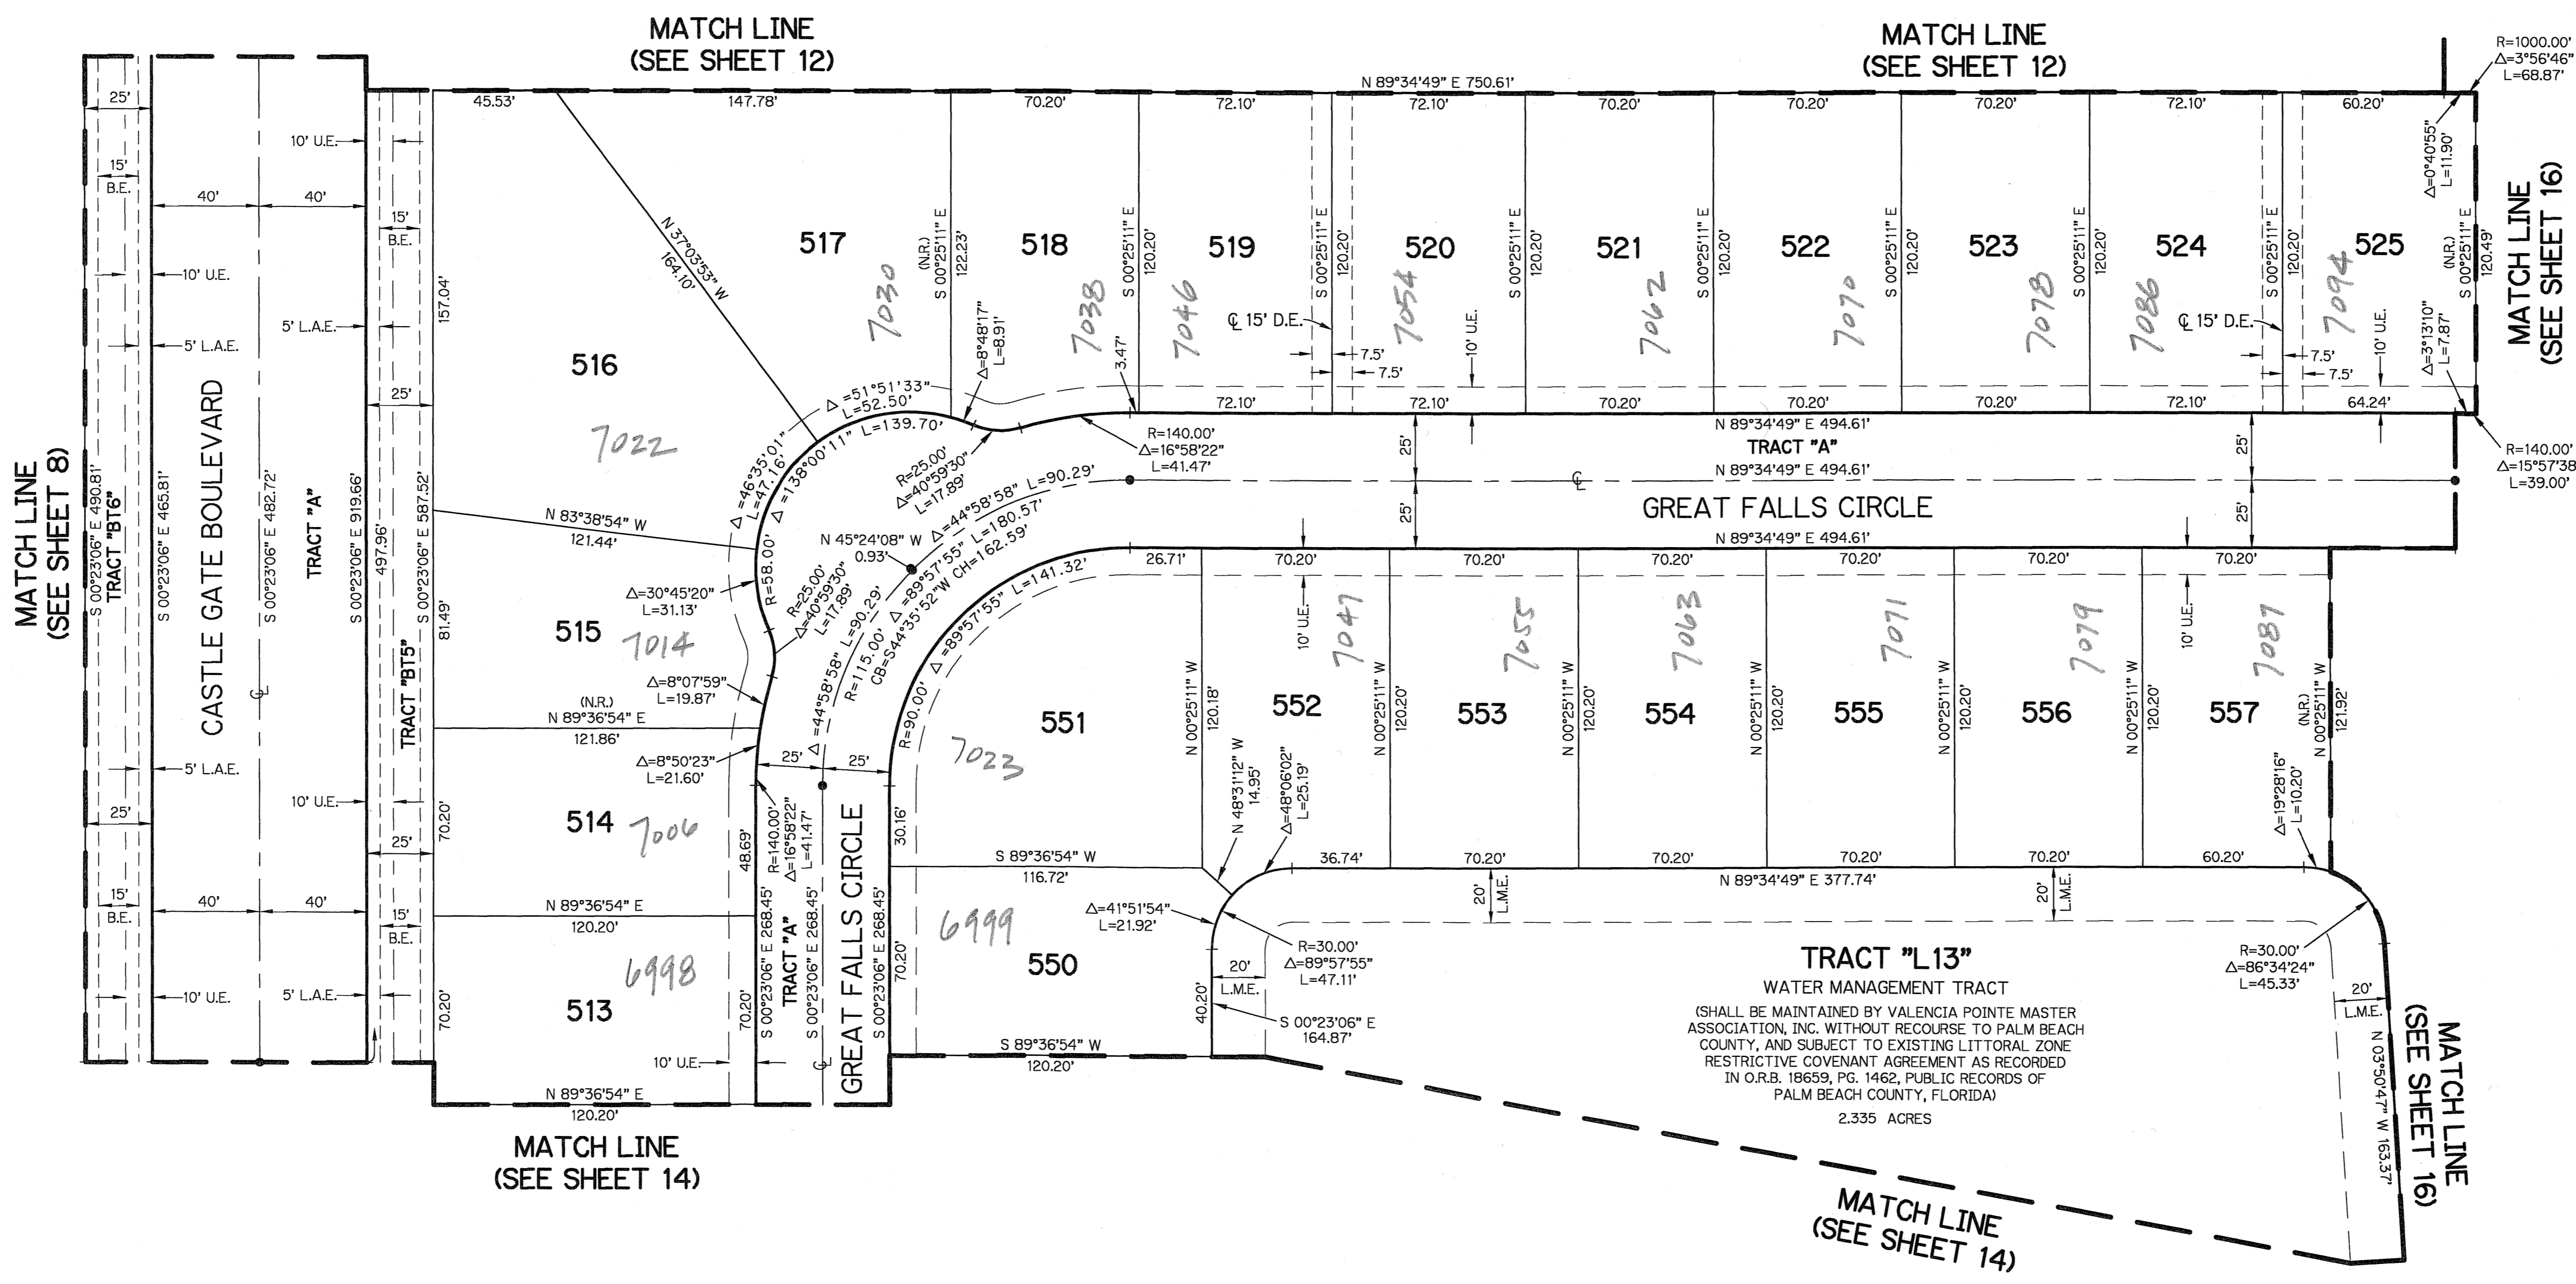 MATCH LINE
(SEE SHEET 12)
MATCH LINE
(SEE SHEET 12)
R=1000.00'
Δ=3°56'46"
L=68.87'
N 89°34'49" E 750.61'
45.53'
147.78'
70.20'
72.10'
72.10'
70.20'
70.20'
70.20'
72.10'
60.20'
Δ=0°40'55"
L=11.90'
MATCH LINE
(SEE SHEET 16)
MATCH LINE
(SEE SHEET 8)
25'
15'
B.E.
40'
40'
10' U.E.
15'
B.E.
10' U.E.
5' L.A.E.
5' L.A.E.
25'
S 00°23'06" E 490.81'
TRACT "BT6"
S 00°23'06" E 465.81'
CASTLE GATE BOULEVARD
S 00°23'06" E 482.72'
℄
TRACT "A"
S 00°23'06" E 919.66'
497.96'
TRACT "BT5"
S 00°23'06" E 587.52'
157.04'
81.49'
70.20'
70.20'
5' L.A.E.
10' U.E.
25'
25'
15'
B.E.
40'
40'
15'
B.E.
10' U.E.
5' L.A.E.
516
7022
N 37°03'53" W
164.10'
517
7030
(N.R.)
S 00°25'11" E
122.23'
518
7038
S 00°25'11" E
120.20'
519
7046
S 00°25'11" E
120.20'
℄ 15' D.E.
7.5'
7.5'
520
7054
S 00°25'11" E
120.20'
10' U.E.
521
7062
S 00°25'11" E
120.20'
522
7070
S 00°25'11" E
120.20'
523
7078
S 00°25'11" E
120.20'
524
7086
S 00°25'11" E
120.20'
℄ 15' D.E.
7.5'
7.5'
525
7094
10' U.E.
(N.R.)
S 00°25'11" E
120.49'
Δ=3°13'10"
L=7.87'
Δ=8°48'17"
L=8.91'
3.47'
72.10'
72.10'
70.20'
70.20'
70.20'
72.10'
64.24'
Δ=51°51'33"
L=52.50'
Δ=46°35'01"
L=47.16'
Δ=138°00'11" L=139.70'
R=58.00'
R=25.00'
Δ=40°59'30"
L=17.89'
R=140.00'
Δ=16°58'22"
L=41.47'
N 89°34'49" E 494.61'
TRACT "A"
25'
25'
N 89°34'49" E 494.61'
℄
GREAT FALLS CIRCLE
25'
25'
N 89°34'49" E 494.61'
R=140.00'
Δ=15°57'38
L=39.00'
N 83°38'54" W
121.44'
N 45°24'08" W
0.93'
Δ=44°58'58" L=90.29'
Δ=30°45'20"
L=31.13'
R=25.00'
Δ=40°59'30"
L=17.89'
Δ=44°58'58" L=90.29'
R=115.00' Δ=89°57'55" L=180.57'
CB=S44°35'52"W CH=162.59'
R=90.00' Δ=89°57'55" L=141.32'
515
7014
Δ=8°07'59"
L=19.87'
(N.R.)
N 89°36'54" E
121.86'
Δ=8°50'23"
L=21.60'
25'
25'
514
7006
48.69'
R=140.00'
Δ=16°58'22"
L=41.47'
N 89°36'54" E
120.20'
513
6998
70.20'
S 00°23'06" E 268.45'
TRACT "A"
S 00°23'06" E 268.45'
℄
GREAT FALLS CIRCLE
S 00°23'06" E 268.45'
10' U.E.
N 89°36'54" E
120.20'
MATCH LINE
(SEE SHEET 14)
26.71'
70.20'
70.20'
70.20'
70.20'
70.20'
70.20'
10' U.E.
10' U.E.
551
7023
30.16'
N 00°25'11" W
120.18'
552
7047
N 00°25'11" W
120.20'
553
7055
N 00°25'11" W
120.20'
554
7063
N 00°25'11" W
120.20'
555
7071
N 00°25'11" W
120.20'
556
7079
N 00°25'11" W
120.20'
557
7087
(N.R.)
N 00°25'11" W
121.92'
Δ=19°28'16"
L=10.20'
N 48°31'12" W
14.95'
Δ=48°06'02"
L=25.19'
S 89°36'54" W
116.72'
36.74'
70.20'
70.20'
70.20'
70.20'
60.20'
N 89°34'49" E 377.74'
20'
L.M.E.
20'
L.M.E.
6999
550
70.20'
Δ=41°51'54"
L=21.92'
R=30.00'
Δ=89°57'55"
L=47.11'
20'
L.M.E.
40.20'
S 00°23'06" E
164.87'
S 89°36'54" W
120.20'
TRACT "L13"
WATER MANAGEMENT TRACT
(SHALL BE MAINTAINED BY VALENCIA POINTE MASTER
ASSOCIATION, INC. WITHOUT RECOURSE TO PALM BEACH
COUNTY, AND SUBJECT TO EXISTING LITTORAL ZONE
RESTRICTIVE COVENANT AGREEMENT AS RECORDED
IN O.R.B. 18659, PG. 1462, PUBLIC RECORDS OF
PALM BEACH COUNTY, FLORIDA)
2.335 ACRES
R=30.00'
Δ=86°34'24"
L=45.33'
20'
L.M.E.
N 03°50'47" W 163.37'
MATCH LINE
(SEE SHEET 16)
MATCH LINE
(SEE SHEET 14)